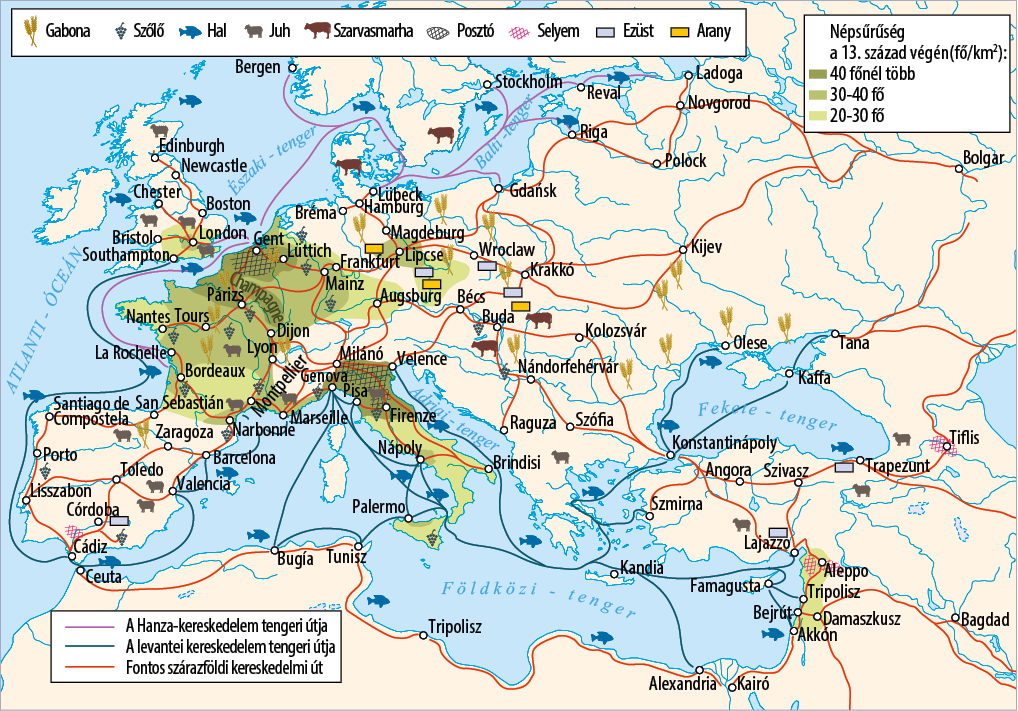 Gabona
Szőlő
Hal
Juh
Szarvasmarha
Posztó
Selyem
Ezüst
Arany
Népsűrűség
a 13. század végén(fő/km²):
40 főnél több
30-40 fő
20-30 fő
Bergen
Stockholm
Reval
Ladoga
Novgorod
Riga
Polock
Bolgar
Edinburgh
Newcastle
Északi - tenger
Balti - tenger
Chester
Boston
Lübeck
Hamburg
Bréma
Gdańsk
Bristol
London
Southampton
Gent
Lüttich
Magdeburg
Lipcse
Wroclaw
Krakkó
Kijev
Frankfurt
Mainz
ATLANTI - ÓCEÁN
Champagne
Párizs
Augsburg
Bécs
Buda
Kolozsvár
Nantes
Tours
Dijon
Olese
Tana
La Rochelle
Lyon
Milánó
Velence
Nándorfehérvár
Kaffa
Bordeaux
Montpellier
Genova
Pisa
Firenze
Adriai - tenger
Fekete - tenger
Santiago de
Compostela
San Sebastián
Narbonne
Marseille
Raguza
Szófia
Zaragoza
Konstantinápoly
Tiflis
Porto
Barcelona
Nápoly
Brindisi
Angora
Szivasz
Trapezunt
Toledo
Valencia
Lisszabon
Córdoba
Palermo
Szmirna
Cádiz
Ceuta
Bugía
Tunisz
Lajazzo
Kandia
Aleppo
Földközi - tenger
Famagusta
Tripolisz
Bejrút
Damaszkusz
Bagdad
Tripolisz
Akkón
Alexandria
Kairó
A Hanza-kereskedelem tengeri útja
A levantei kereskedelem tengeri útja
Fontos szárazföldi kereskedelmi út